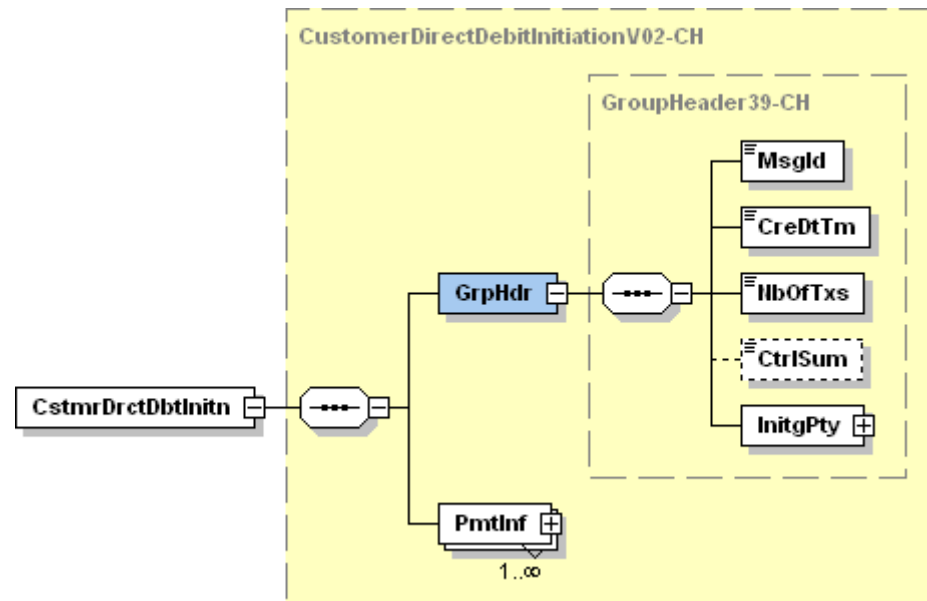 CustomerDirectDebitInitiationV02-CH
GroupHeader39-CH
MsgId
CreDtTm
GrpHdr
NbOfTxs
CtrlSum
CstmrDrctDbtInitn
InitgPty
PmtInf
1..∞